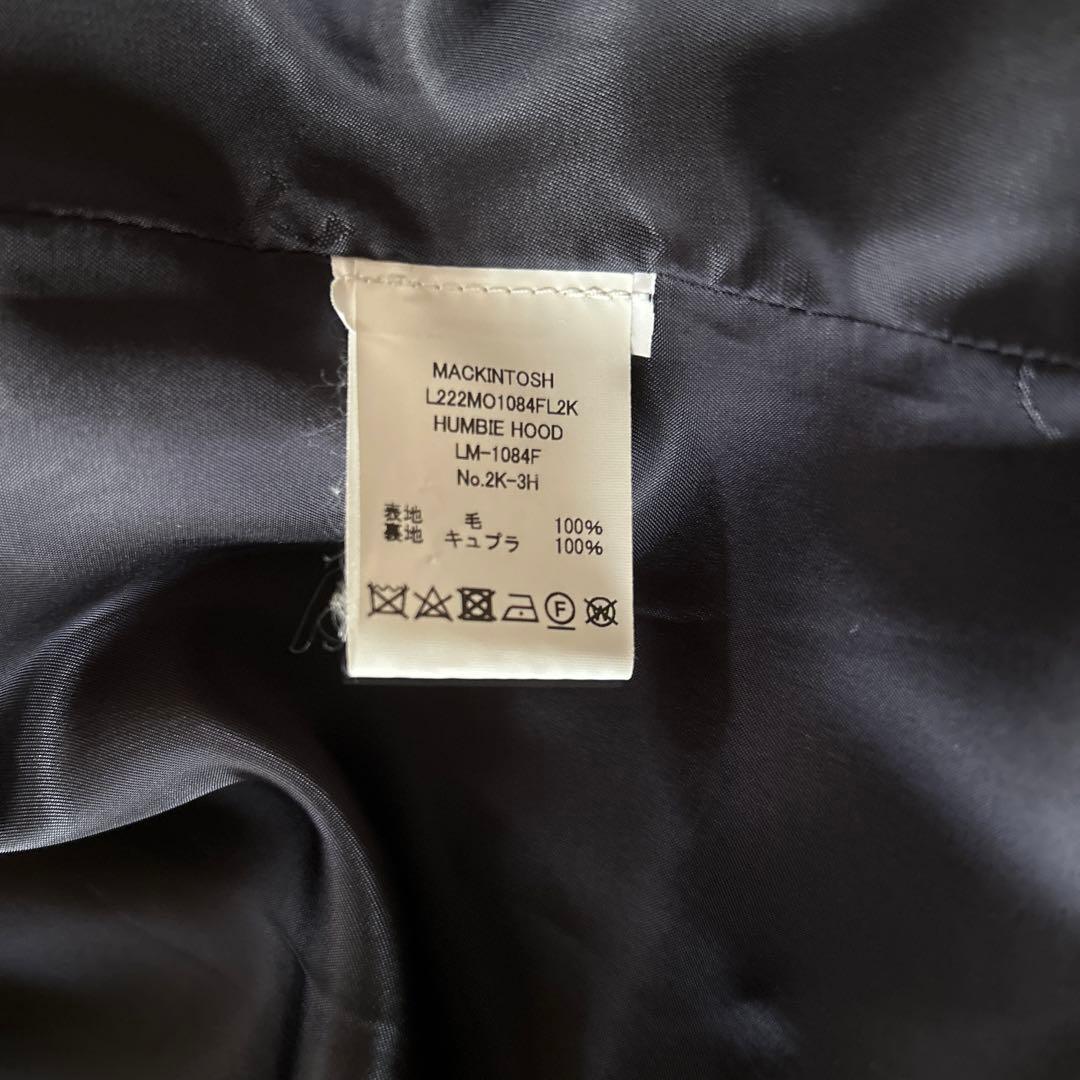 MACKINTOSH
L222MO1084FL2K
HUMBIE HOOD
LM-1084F
No.2K-3H
表地 毛 100%
裏地 キュプラ 100%
F W